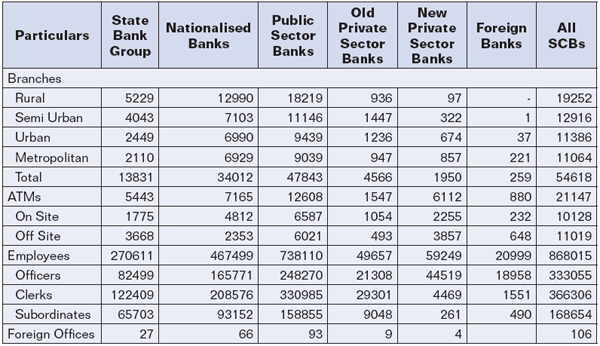 Particulars State Bank Group Nationalised Banks Public Sector Banks Old Private Sector Banks New Private Sector Banks Foreign Banks All SCBs
Branches
Rural 5229 12990 18219 936 97 - 19252
Semi Urban 4043 7103 11146 1447 322 1 12916
Urban 2449 6990 9439 1236 674 37 11386
Metropolitan 2110 6929 9039 947 857 221 11064
Total 13831 34012 47843 4566 1950 259 54618
ATMs 5443 7165 12608 1547 6112 880 21147
On Site 1775 4812 6587 1054 2255 232 10128
Off Site 3668 2353 6021 493 3857 648 11019
Employees 270611 467499 738110 49657 59249 20999 868015
Officers 82499 165771 248270 21308 44519 18958 333055
Clerks 122409 208576 330985 29301 4469 1551 366306
Subordinates 65703 93152 158855 9048 261 490 168654
Foreign Offices 27 66 93 9 4 106